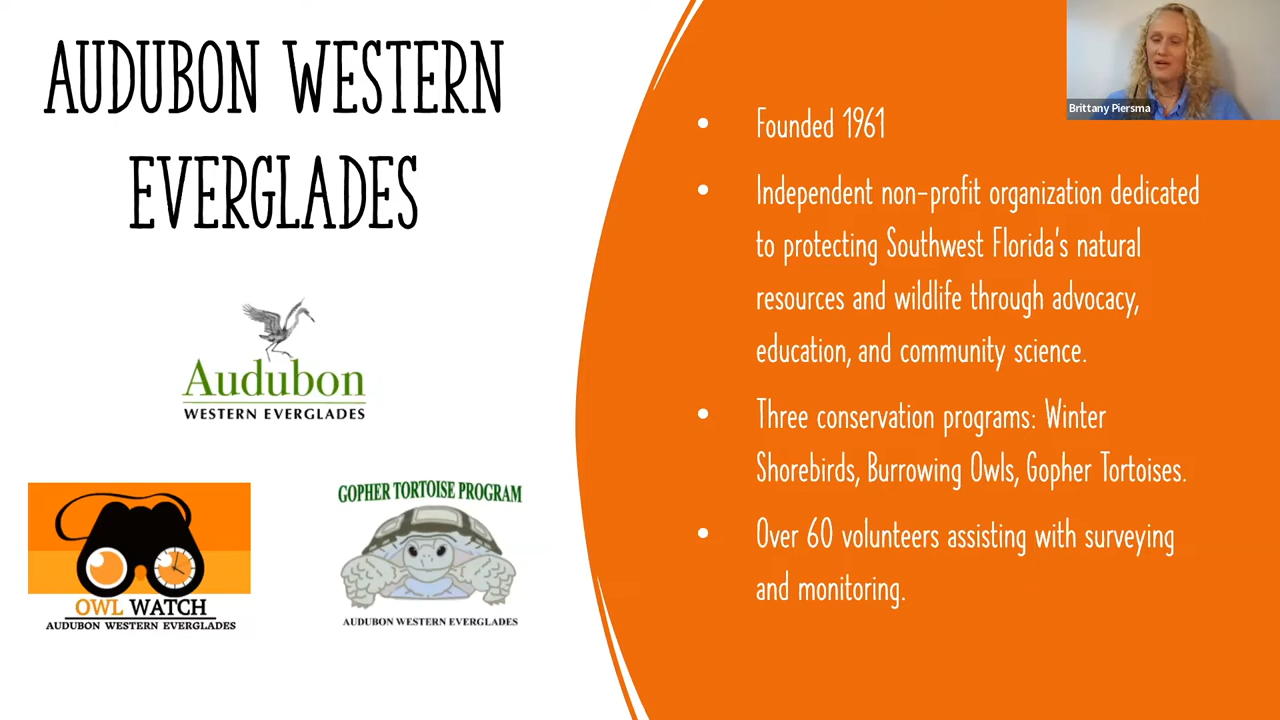 AUDUBON WESTERN
EVERGLADES
Audubon
WESTERN EVERGLADES
OWL WATCH
AUDUBON WESTERN EVERGLADES
GOPHER TORTOISE PROGRAM
AUDUBON WESTERN EVERGLADES
Brittany Piersma
• Founded 1961
• Independent non-profit organization dedicated
to protecting Southwest Florida's natural
resources and wildlife through advocacy,
education, and community science.
• Three conservation programs: Winter
Shorebirds, Burrowing Owls, Gopher Tortoises.
• Over 60 volunteers assisting with surveying
and monitoring.